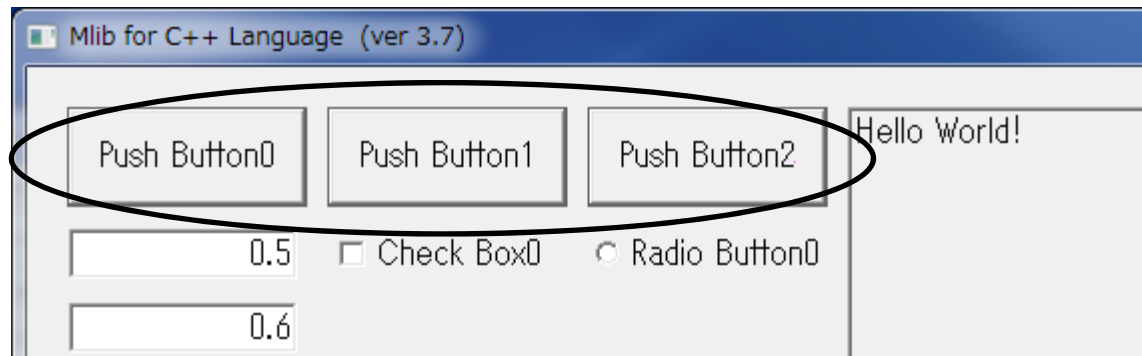 Mlib for C++ Language (ver 3.7)
Push Button0 Push Button1 Push Button2 Hello World!
0.5 Check Box0 Radio Button0
0.6